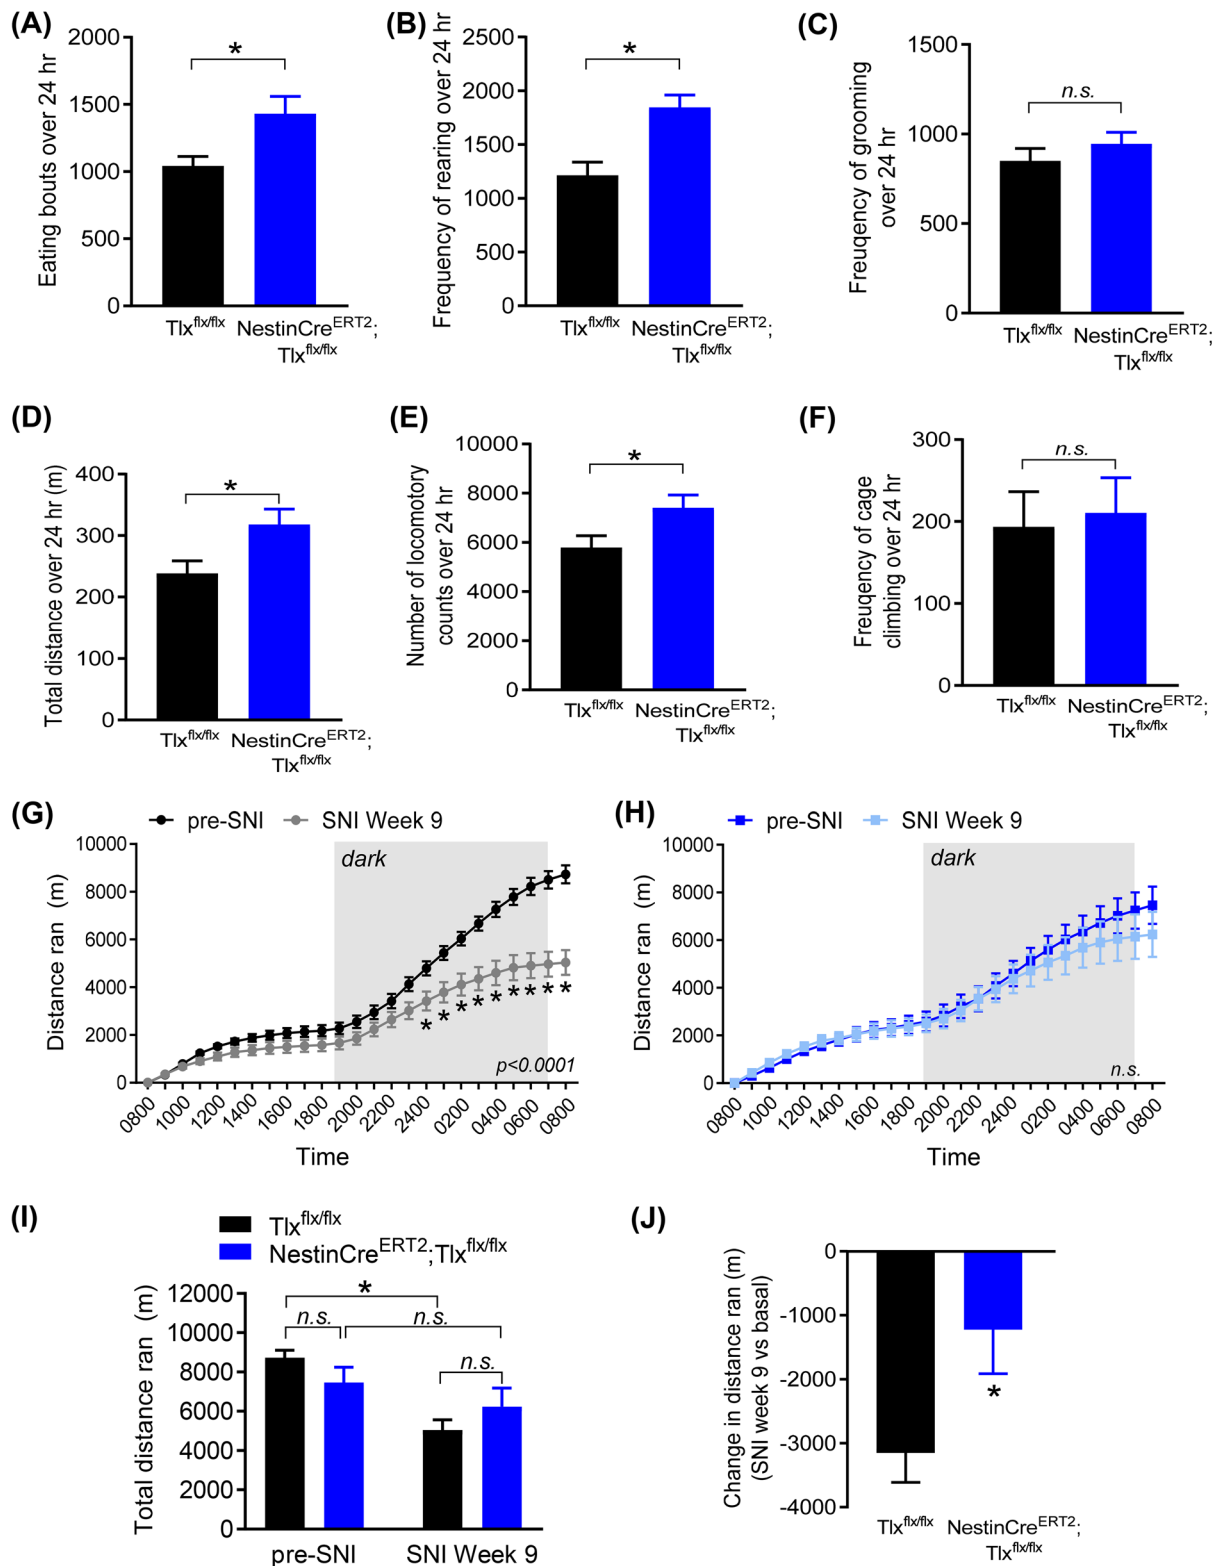 (A)
Eating bouts over 24 hr
2000
1500
1000
500
0
*
Tlx^flx/flx
NestinCre^ERT2;
Tlx^flx/flx
(B)
Frequency of rearing over 24 hr
2500
2000
1500
1000
500
0
*
Tlx^flx/flx
NestinCre^ERT2;
Tlx^flx/flx
(C)
Freuqency of grooming
over 24 hr
1500
1000
500
0
n.s.
Tlx^flx/flx
NestinCre^ERT2;
Tlx^flx/flx
(D)
Total distance over 24 hr (m)
400
300
200
100
0
*
Tlx^flx/flx
NestinCre^ERT2;
Tlx^flx/flx
(E)
Number of locomotory
counts over 24 hr
10000
8000
6000
4000
2000
0
*
Tlx^flx/flx
NestinCre^ERT2;
Tlx^flx/flx
(F)
Freuqency of cage
climbing over 24 hr
300
200
100
0
n.s.
Tlx^flx/flx
NestinCre^ERT2;
Tlx^flx/flx
(G)
pre-SNI SNI Week 9
Distance ran (m)
10000
8000
6000
4000
2000
0
dark
* * * * * * * * *
p<0.0001
0800 1000 1200 1400 1600 1800 2000 2200 2400 0200 0400 0600 0800
Time
(H)
pre-SNI SNI Week 9
Distance ran (m)
10000
8000
6000
4000
2000
0
dark
n.s.
0800 1000 1200 1400 1600 1800 2000 2200 2400 0200 0400 0600 0800
Time
(I)
Tlx^flx/flx
NestinCre^ERT2;Tlx^flx/flx
Total distance ran (m)
12000
10000
8000
6000
4000
2000
0
*
n.s. n.s.
n.s.
pre-SNI SNI Week 9
(J)
Change in distance ran (m)
(SNI week 9 vs basal)
0
-1000
-2000
-3000
-4000
*
Tlx^flx/flx
NestinCre^ERT2;
Tlx^flx/flx